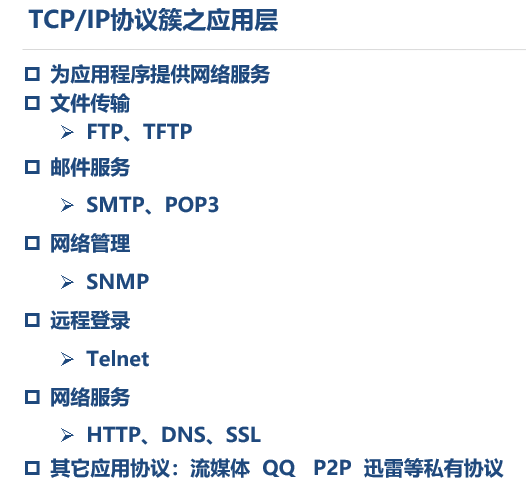 TCP/IP协议簇之应用层
为应用程序提供网络服务
文件传输
FTP、TFTP
邮件服务
SMTP、POP3
网络管理
SNMP
远程登录
Telnet
网络服务
HTTP、DNS、SSL
其它应用协议：流媒体 QQ P2P 迅雷等私有协议